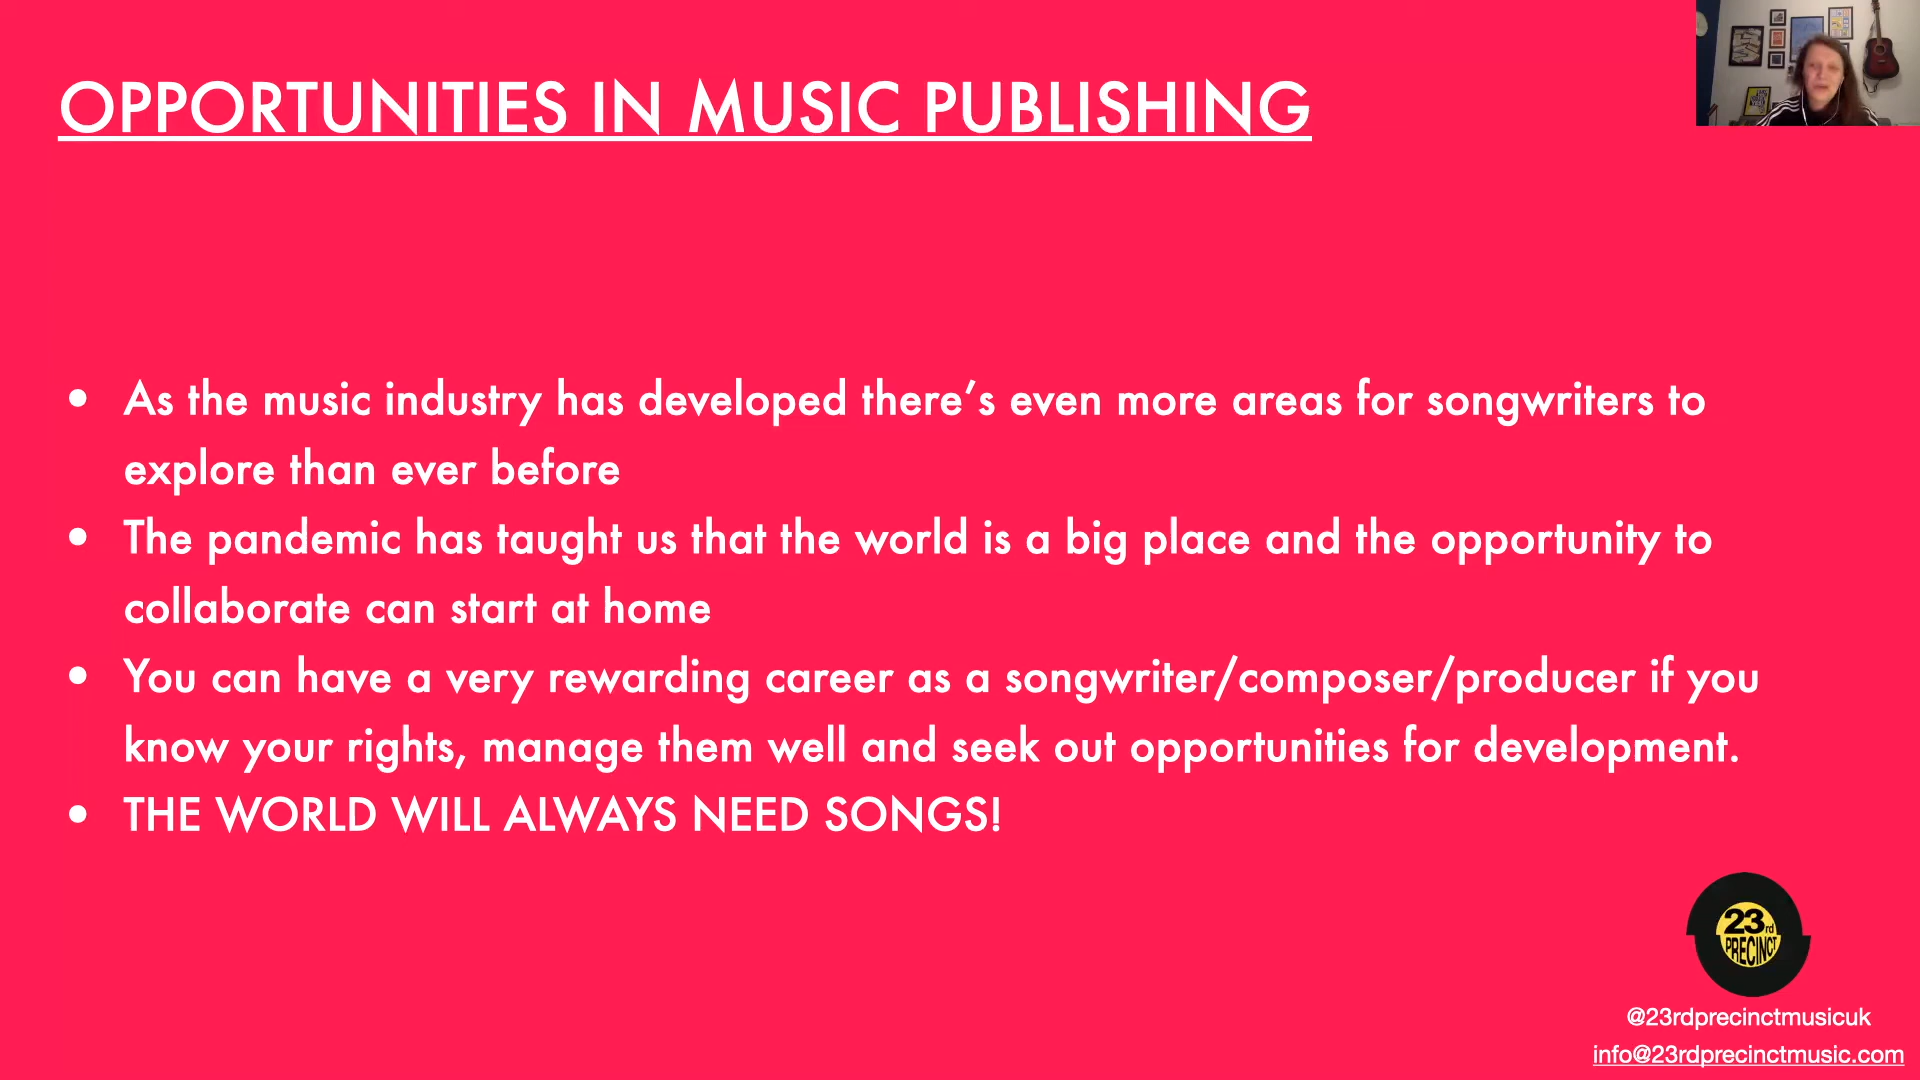 OPPORTUNITIES IN MUSIC PUBLISHING
• As the music industry has developed there’s even more areas for songwriters to
explore than ever before
• The pandemic has taught us that the world is a big place and the opportunity to
collaborate can start at home
• You can have a very rewarding career as a songwriter/composer/producer if you
know your rights, manage them well and seek out opportunities for development.
• THE WORLD WILL ALWAYS NEED SONGS!
23rd
PRECINCT
@23rdprecinctmusicuk
info@23rdprecinctmusic.com